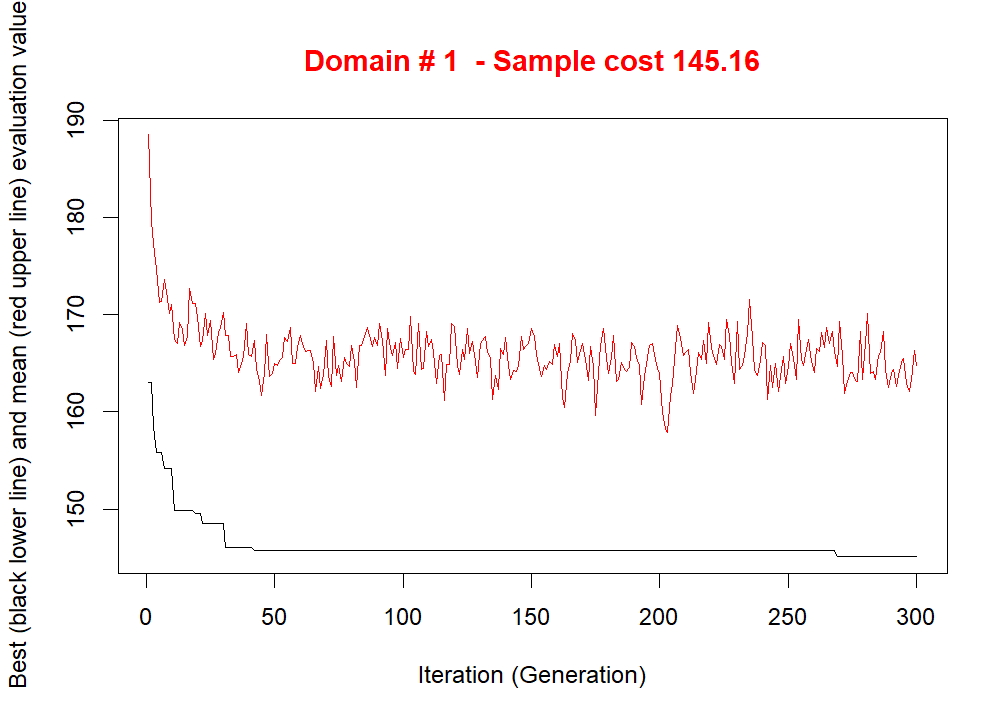 Domain # 1  - Sample cost 145.16
Best (black lower line) and mean (red upper line) evaluation value
190
180
170
160
150
0 50 100 150 200 250 300
Iteration (Generation)